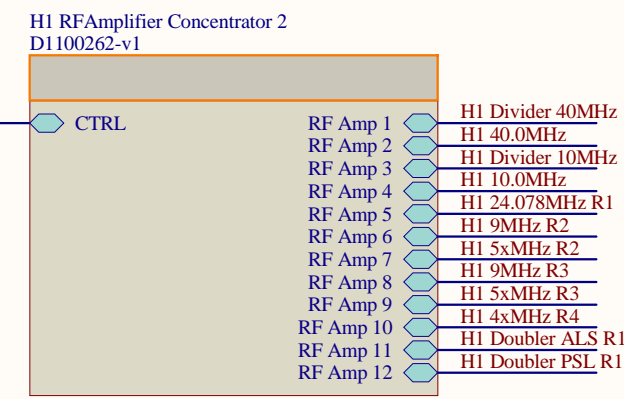 H1 RFAmplifier Concentrator 2
D1100262-v1
CTRL
RF Amp 1 H1 Divider 40MHz
RF Amp 2 H1 40.0MHz
RF Amp 3 H1 Divider 10MHz
RF Amp 4 H1 10.0MHz
RF Amp 5 H1 24.078MHz R1
RF Amp 6 H1 9MHz R2
RF Amp 7 H1 5xMHz R2
RF Amp 8 H1 9MHz R3
RF Amp 9 H1 5xMHz R3
RF Amp 10 H1 4xMHz R4
RF Amp 11 H1 Doubler ALS R1
RF Amp 12 H1 Doubler PSL R1